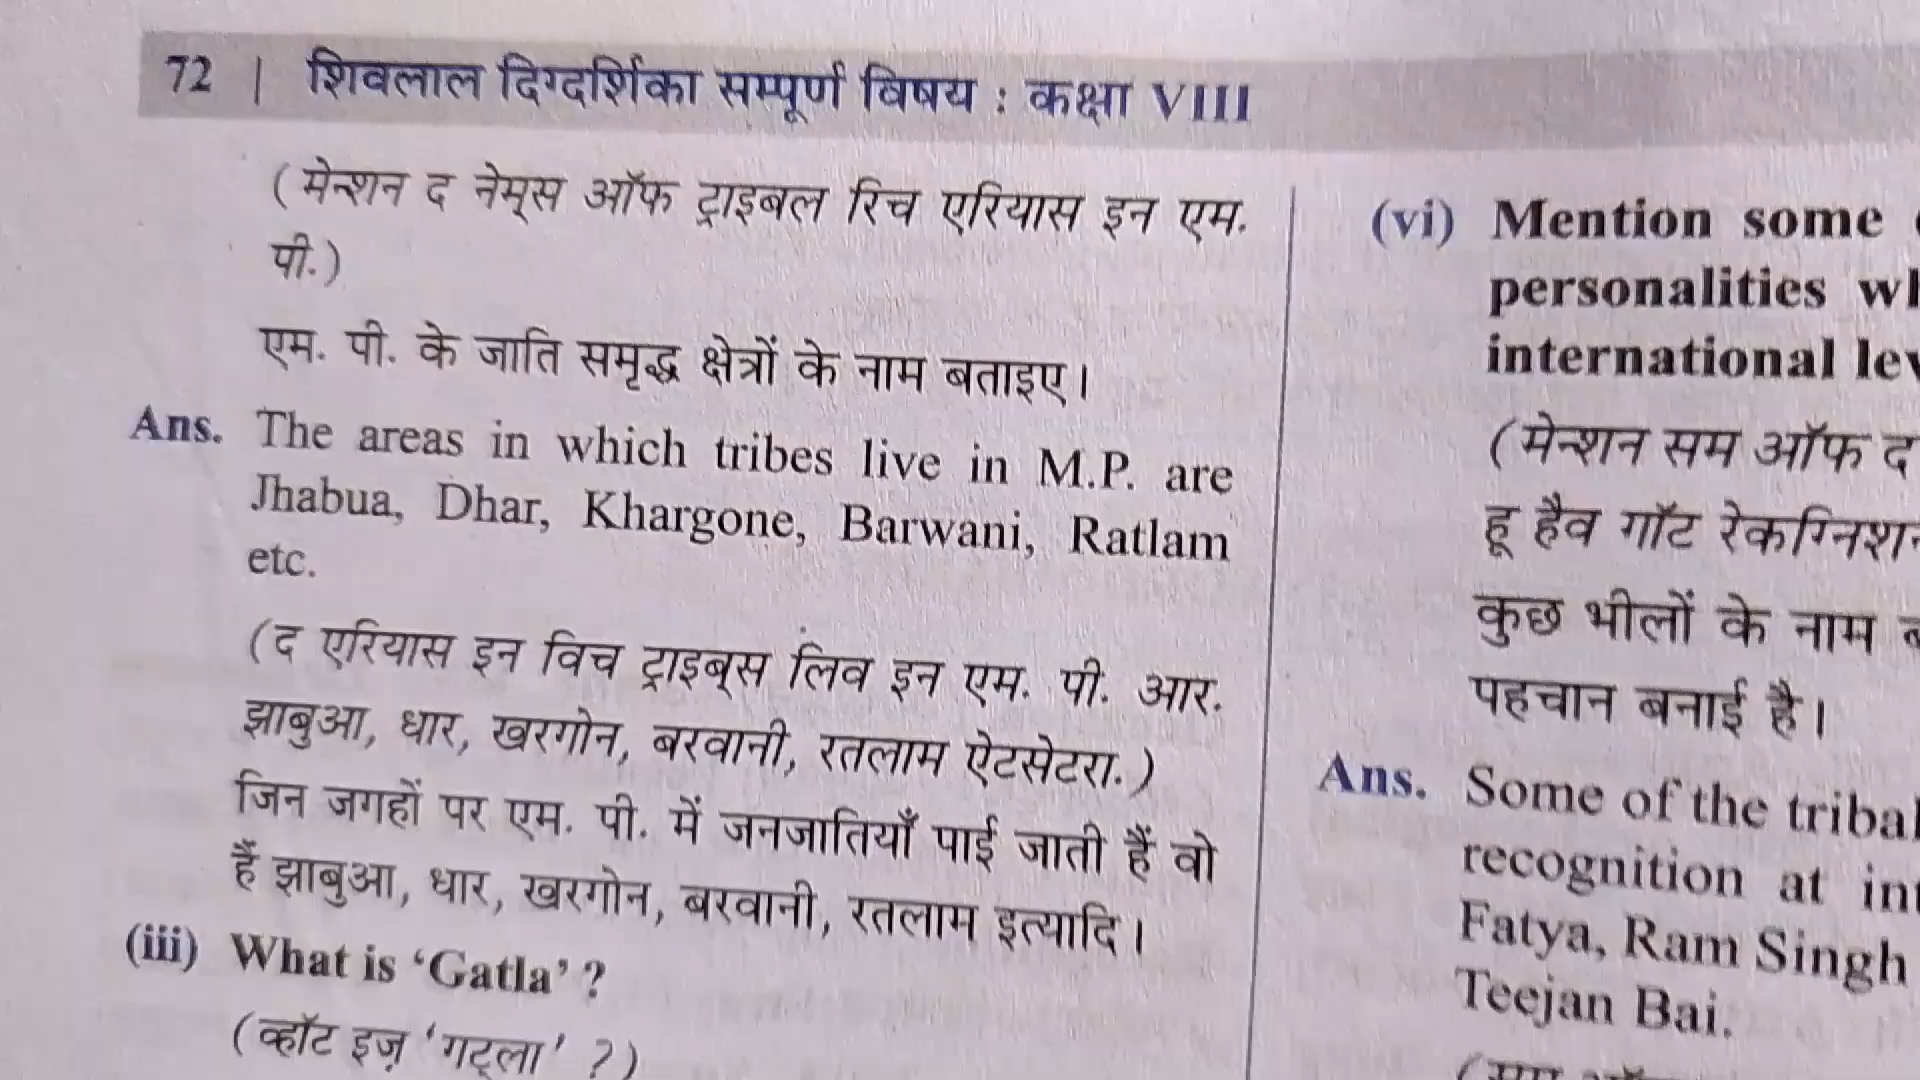 72 | शिवलाल दिग्दर्शिका सम्पूर्ण विषय : कक्षा VIII
(मेन्शन द नेम्स ऑफ ट्राइबल रिच एरियास इन एम.
पी.)
एम. पी. के जाति समृद्ध क्षेत्रों के नाम बताइए।
Ans. The areas in which tribes live in M.P. are
Jhabua, Dhar, Khargone, Barwani, Ratlam
etc.
(द एरियास इन विच ट्राइब्स लिव इन एम. पी. आर.
झाबुआ, धार, खरगोन, बरवानी, रतलाम ऐटसेटरा.)
जिन जगहों पर एम. पी. में जनजातियाँ पाई जाती हैं वो
हैं झाबुआ, धार, खरगोन, बरवानी, रतलाम इत्यादि।
(iii) What is ‘Gatla’ ?
(व्हॉट इज़ ‘गट्ला’ ?)
(vi) Mention some
personalities
international
(मेन्शन सम ऑफ द
हू हैव गॉट
कुछ भीलों के नाम
पहचान बनाई है।
Ans. Some of the tribal
recognition at
Fatya, Ram Singh
Teejan Bai.